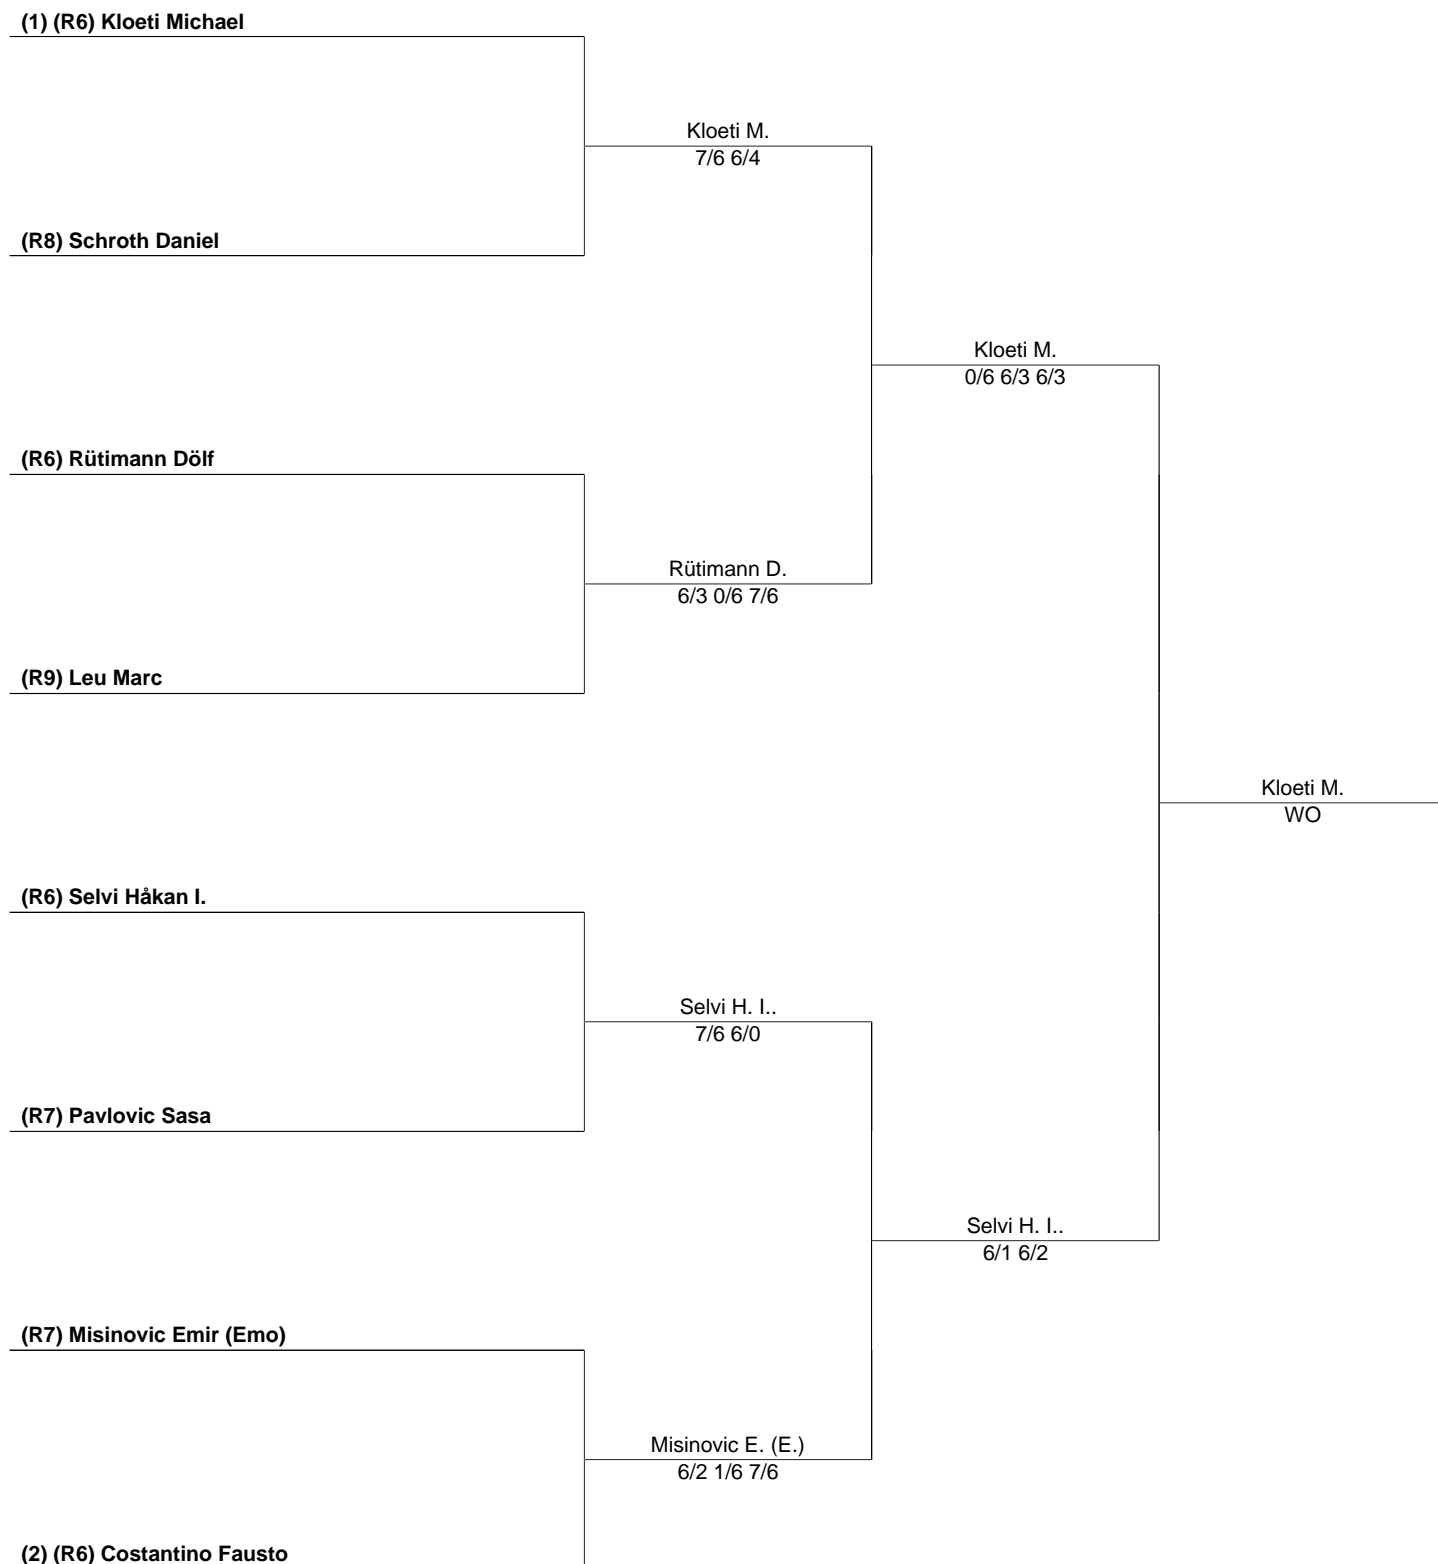 (1) (R6) Kloeti Michael
Kloeti M.
7/6 6/4
(R8) Schroth Daniel
Kloeti M.
0/6 6/3 6/3
(R6) Rütimann Dölf
Rütimann D.
6/3 0/6 7/6
(R9) Leu Marc
Kloeti M.
WO
(R6) Selvi Håkan I.
Selvi H. I..
7/6 6/0
(R7) Pavlovic Sasa
Selvi H. I..
6/1 6/2
(R7) Misinovic Emir (Emo)
Misinovic E. (E.)
6/2 1/6 7/6
(2) (R6) Costantino Fausto